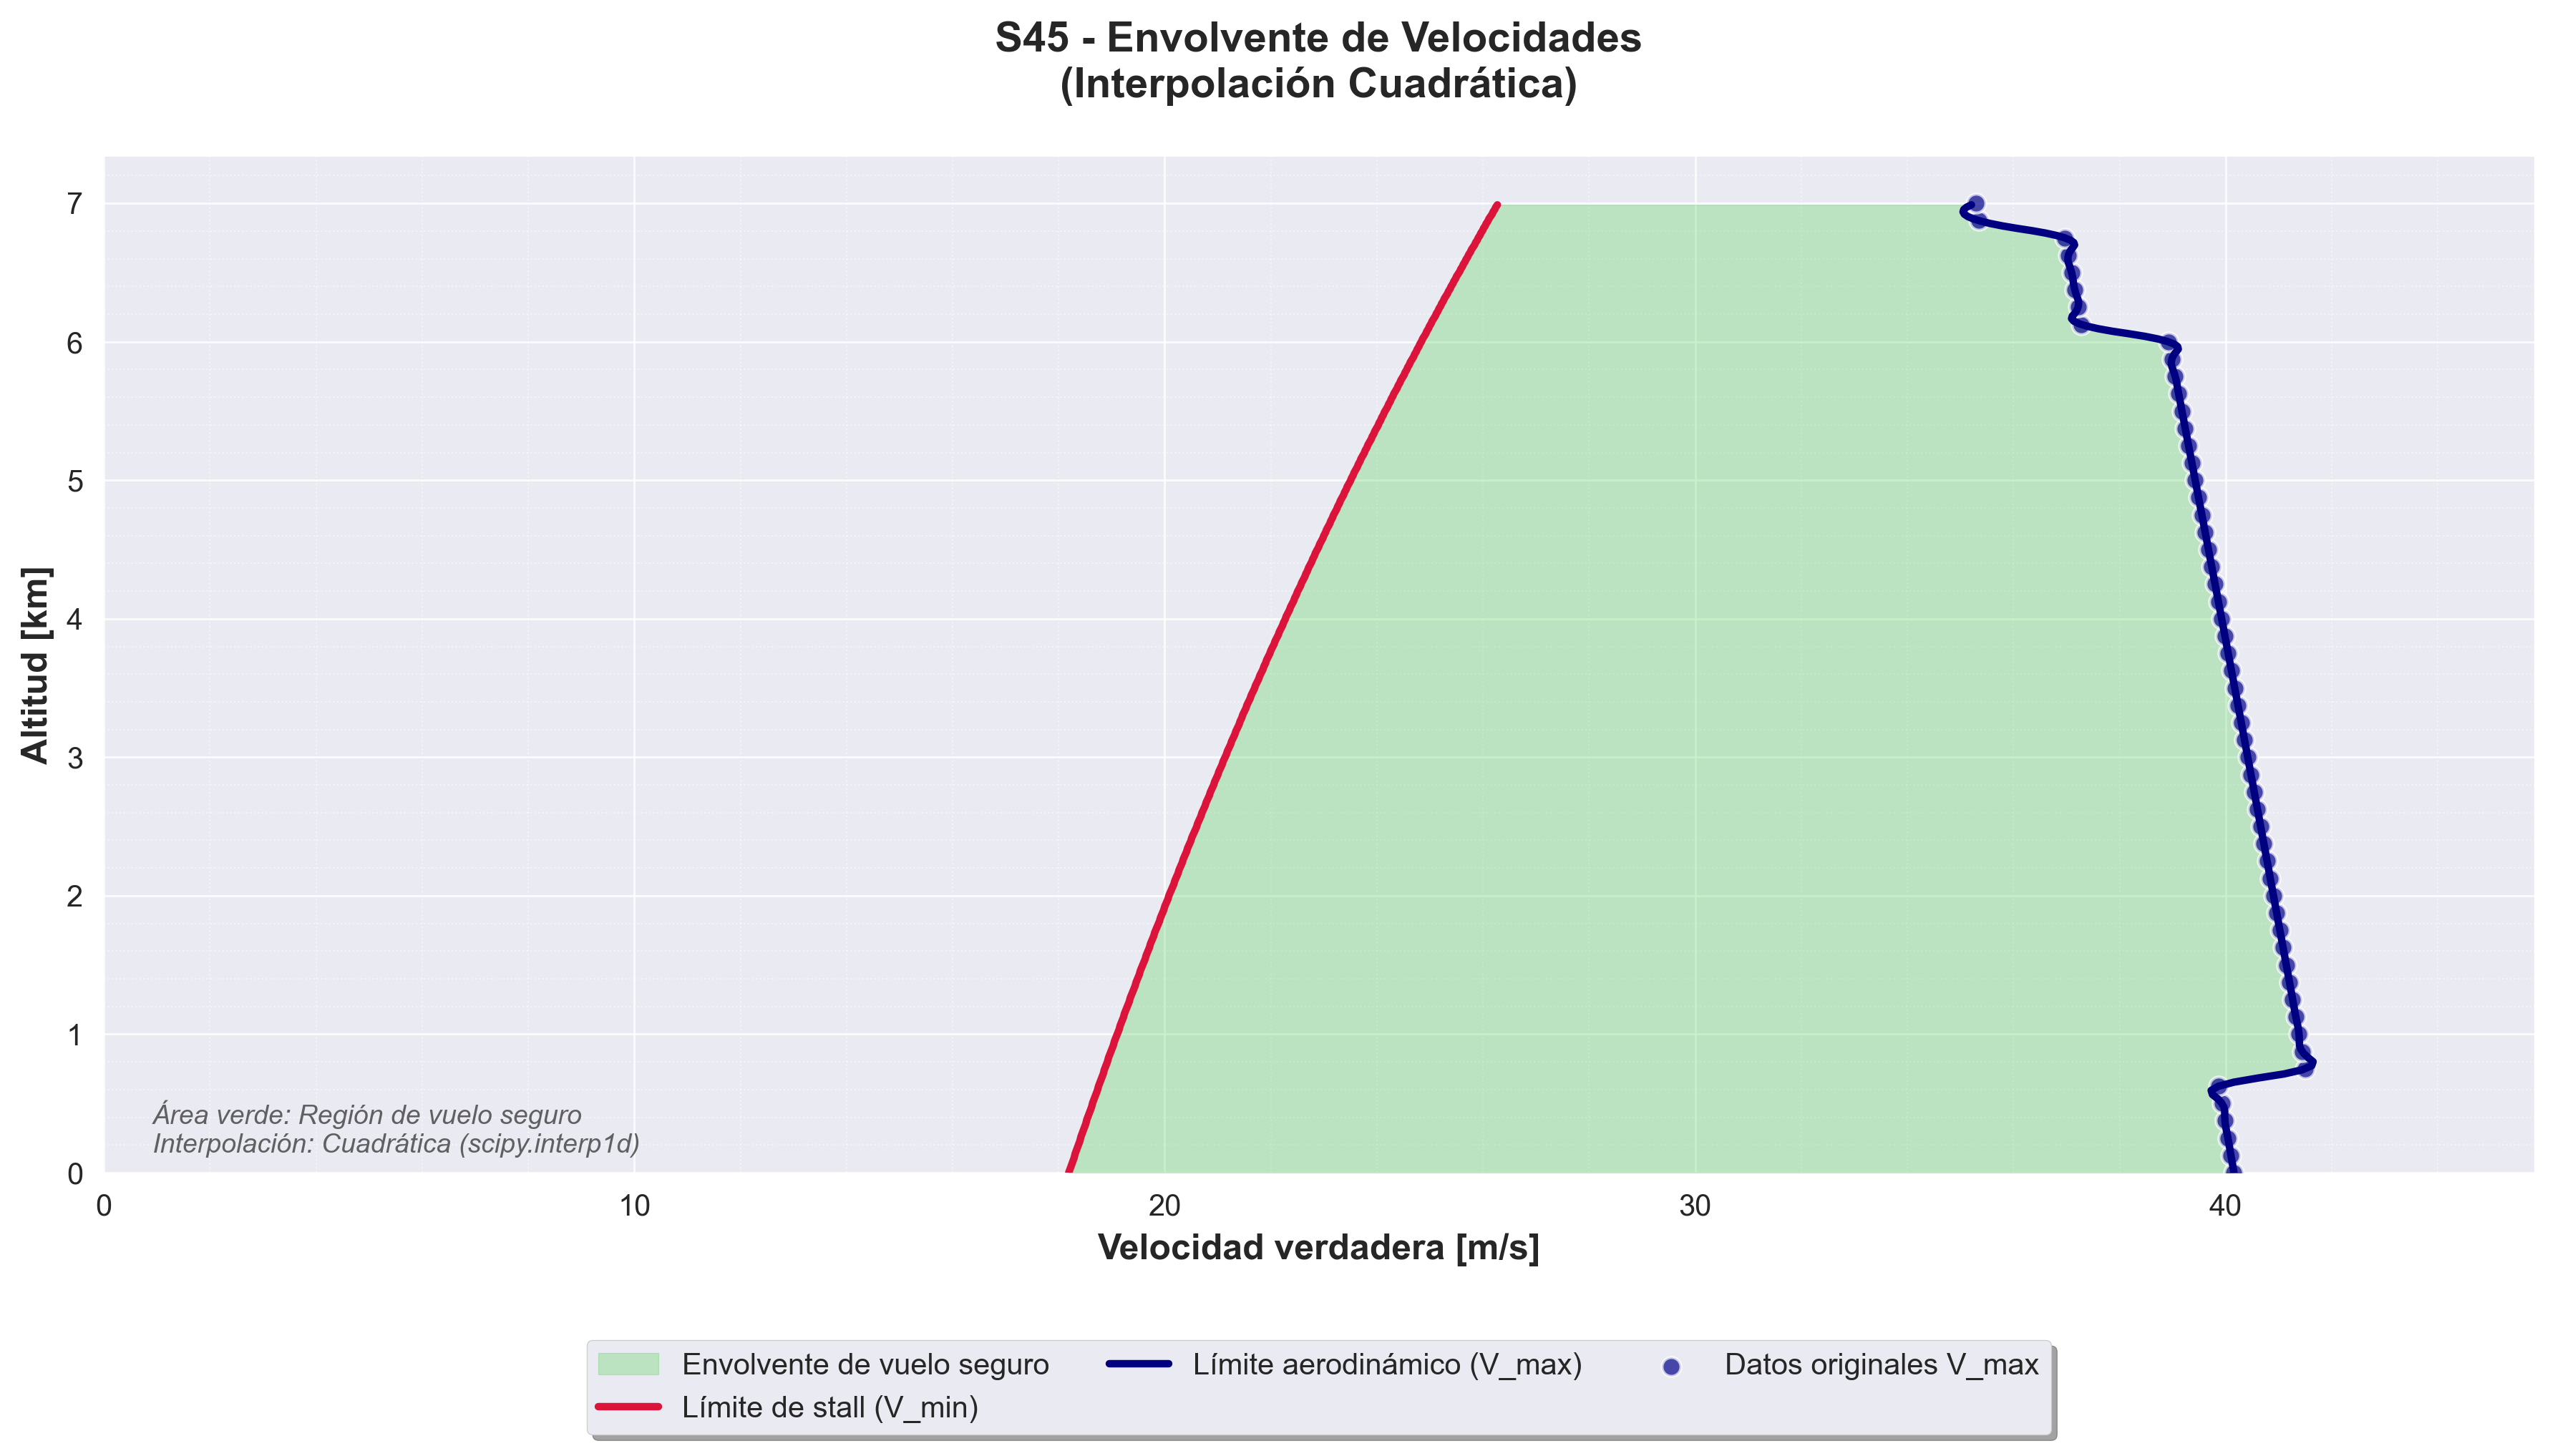 S45 - Envolvente de Velocidades
(Interpolación Cuadrática)
Altitud [km]
7
6
5
4
3
2
1
0
Área verde: Región de vuelo seguro
Interpolación: Cuadrática (scipy.interp1d)
0 10 20 30 40
Velocidad verdadera [m/s]
Envolvente de vuelo seguro
Límite de stall (V_min)
Límite aerodinámico (V_max)
Datos originales V_max